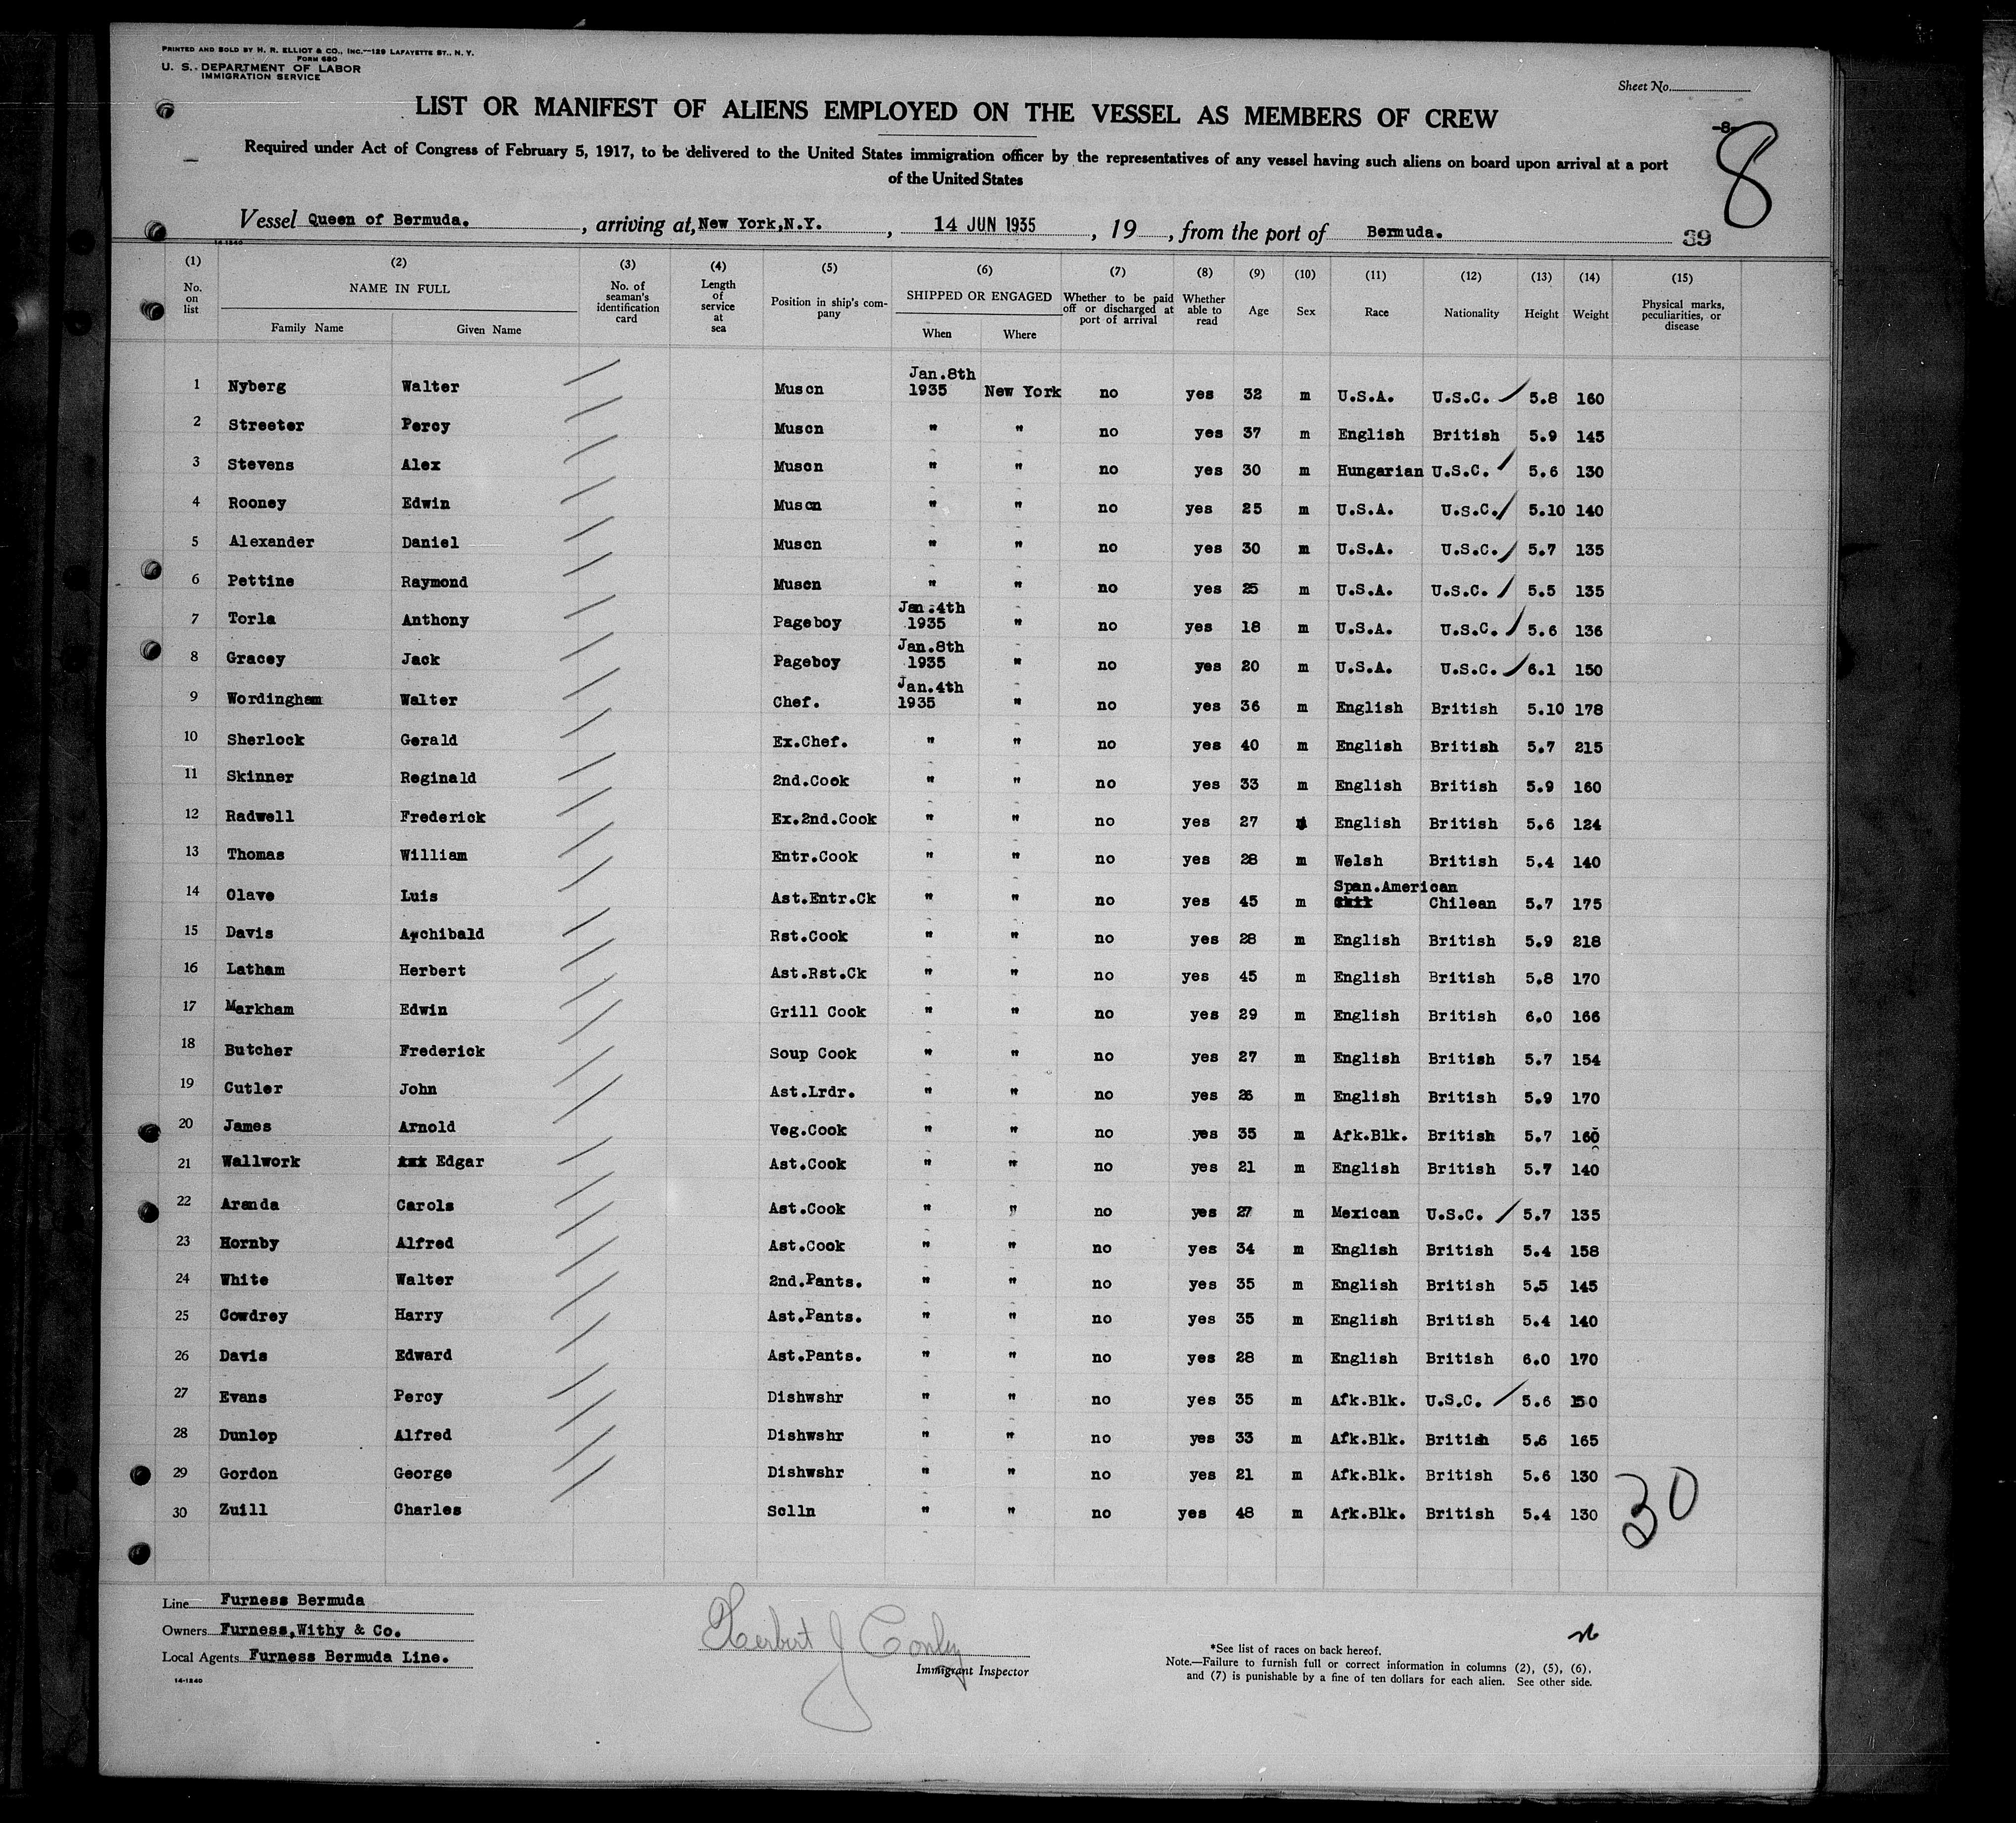 PRINTED AND SOLD BY H. R. ELLIOT & CO., INC.—129 LAFAYETTE ST., N. Y.
FORM 680
U. S. DEPARTMENT OF LABOR
IMMIGRATION SERVICE
Sheet No.
LIST OR MANIFEST OF ALIENS EMPLOYED ON THE VESSEL AS MEMBERS OF CREW
-8-
8
Required under Act of Congress of February 5, 1917, to be delivered to the United States immigration officer by the representatives of any vessel having such aliens on board upon arrival at a port
of the United States
Vessel Queen of Bermuda. , arriving at, New York,N.Y. , 14 JUN 1935 , 19 , from the port of Bermuda. 39
14-1240
(1) (2) (3) (4) (5) (6) (7) (8) (9) (10) (11) (12) (13) (14) (15)
No. on list NAME IN FULL Family Name Given Name No. of seaman's identification card Length of service at sea Position in ship's company SHIPPED OR ENGAGED When Where Whether to be paid off or discharged at port of arrival Whether able to read Age Sex Race Nationality Height Weight Physical marks, peculiarities, or disease
1 Nyberg Walter Muscn Jan.8th 1935 New York no yes 32 m U.S.A. U.S.C. 5.8 160
2 Streeter Percy Muscn " " no yes 37 m English British 5.9 145
3 Stevens Alex Muscn " " no yes 30 m Hungarian U.S.C. 5.6 130
4 Rooney Edwin Muscn " " no yes 25 m U.S.A. U.S.C. 5.10 140
5 Alexander Daniel Muscn " " no yes 30 m U.S.A. U.S.C. 5.7 135
6 Pettine Raymond Muscn " " no yes 25 m U.S.A. U.S.C. 5.5 135
7 Torla Anthony Pageboy Jan.4th 1935 " no yes 18 m U.S.A. U.S.C. 5.6 136
8 Gracey Jack Pageboy Jan.8th 1935 " no yes 20 m U.S.A. U.S.C. 6.1 150
9 Wordingham Walter Chef. Jan.4th 1935 " no yes 36 m English British 5.10 178
10 Sherlock Gerald Ex.Chef. " " no yes 40 m English British 5.7 215
11 Skinner Reginald 2nd.Cook " " no yes 33 m English British 5.9 160
12 Radwell Frederick Ex.2nd.Cook " " no yes 27 English British 5.6 124
13 Thomas William Entr.Cook " " no yes 28 m Welsh British 5.4 140
14 Olave Luis Ast.Entr.Ck " " no yes 45 m Span.American Chilean 5.7 175
15 Davis Archibald Rst.Cook " " no yes 28 m English British 5.9 218
16 Latham Herbert Ast.Rst.Ck " " no yes 45 m English British 5.8 170
17 Markham Edwin Grill Cook " " no yes 29 m English British 6.0 166
18 Butcher Frederick Soup Cook " " no yes 27 m English British 5.7 154
19 Cutler John Ast.Lrdr. " " no yes 26 m English British 5.9 170
20 James Arnold Veg.Cook " " no yes 35 m Afk.Blk. British 5.7 160
21 Wallwork Edgar Ast.Cook " " no yes 21 m English British 5.7 140
22 Aranda Carols Ast.Cook " " no yes 27 m Mexican U.S.C. 5.7 135
23 Hornby Alfred Ast.Cook " " no yes 34 m English British 5.4 158
24 White Walter 2nd.Pants. " " no yes 35 m English British 5.5 145
25 Cowdrey Harry Ast.Pants. " " no yes 35 m English British 5.4 140
26 Davis Edward Ast.Pants. " " no yes 28 m English British 6.0 170
27 Evans Percy Dishwshr " " no yes 35 m Afk.Blk. U.S.C. 5.6 150
28 Dunlop Alfred Dishwshr " " no yes 33 m Afk.Blk. British 5.6 165
29 Gordon George Dishwshr " " no yes 21 m Afk.Blk. British 5.6 130
30 Zuill Charles Sclln " " no yes 48 m Afk.Blk. British 5.4 130
30
Line Furness Bermuda
Owners Furness,Withy & Co.
Local Agents Furness Bermuda Line.
14-1240
Herbert J Conley
Immigrant Inspector
*See list of races on back hereof.
Note.—Failure to furnish full or correct information in columns (2), (5), (6),
and (7) is punishable by a fine of ten dollars for each alien. See other side.